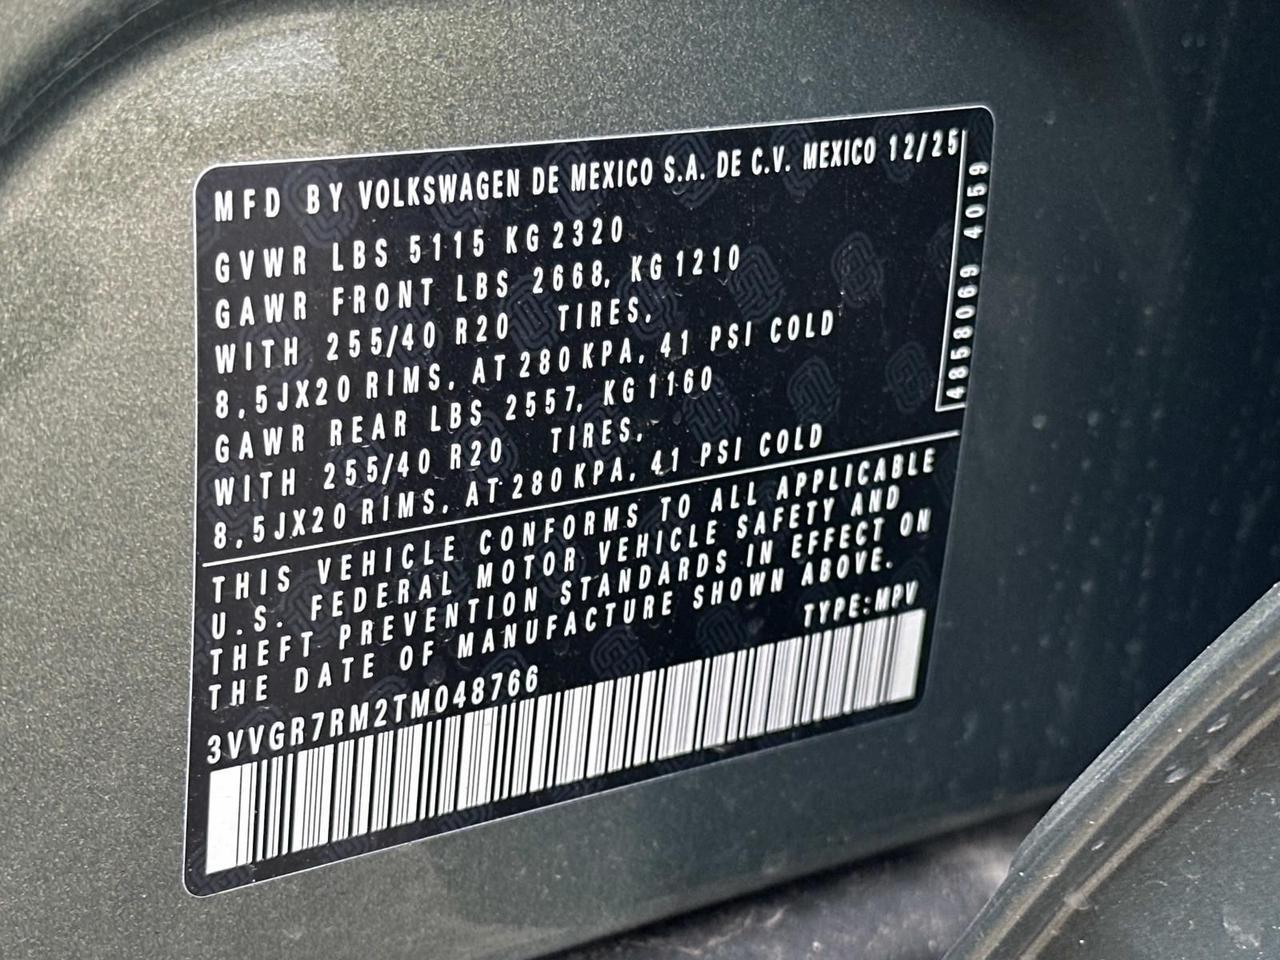 MFD BY VOLKSWAGEN DE MEXICO S.A. DE C.V. MEXICO 12/25
GVWR LBS 5115 KG 2320
GAWR FRONT LBS 2668, KG 1210
WITH 255/40 R20 TIRES,
8,5JX20 RIMS, AT 280 KPA, 41 PSI COLD
GAWR REAR LBS 2557, KG 1160
WITH 255/40 R20 TIRES,
8,5JX20 RIMS, AT 280 KPA, 41 PSI COLD
4858069 4059
THIS VEHICLE CONFORMS TO ALL APPLICABLE
U.S. FEDERAL MOTOR VEHICLE SAFETY AND
THEFT PREVENTION STANDARDS IN EFFECT ON
THE DATE OF MANUFACTURE SHOWN ABOVE.
TYPE:MPV
3VVGR7RM2TM048766